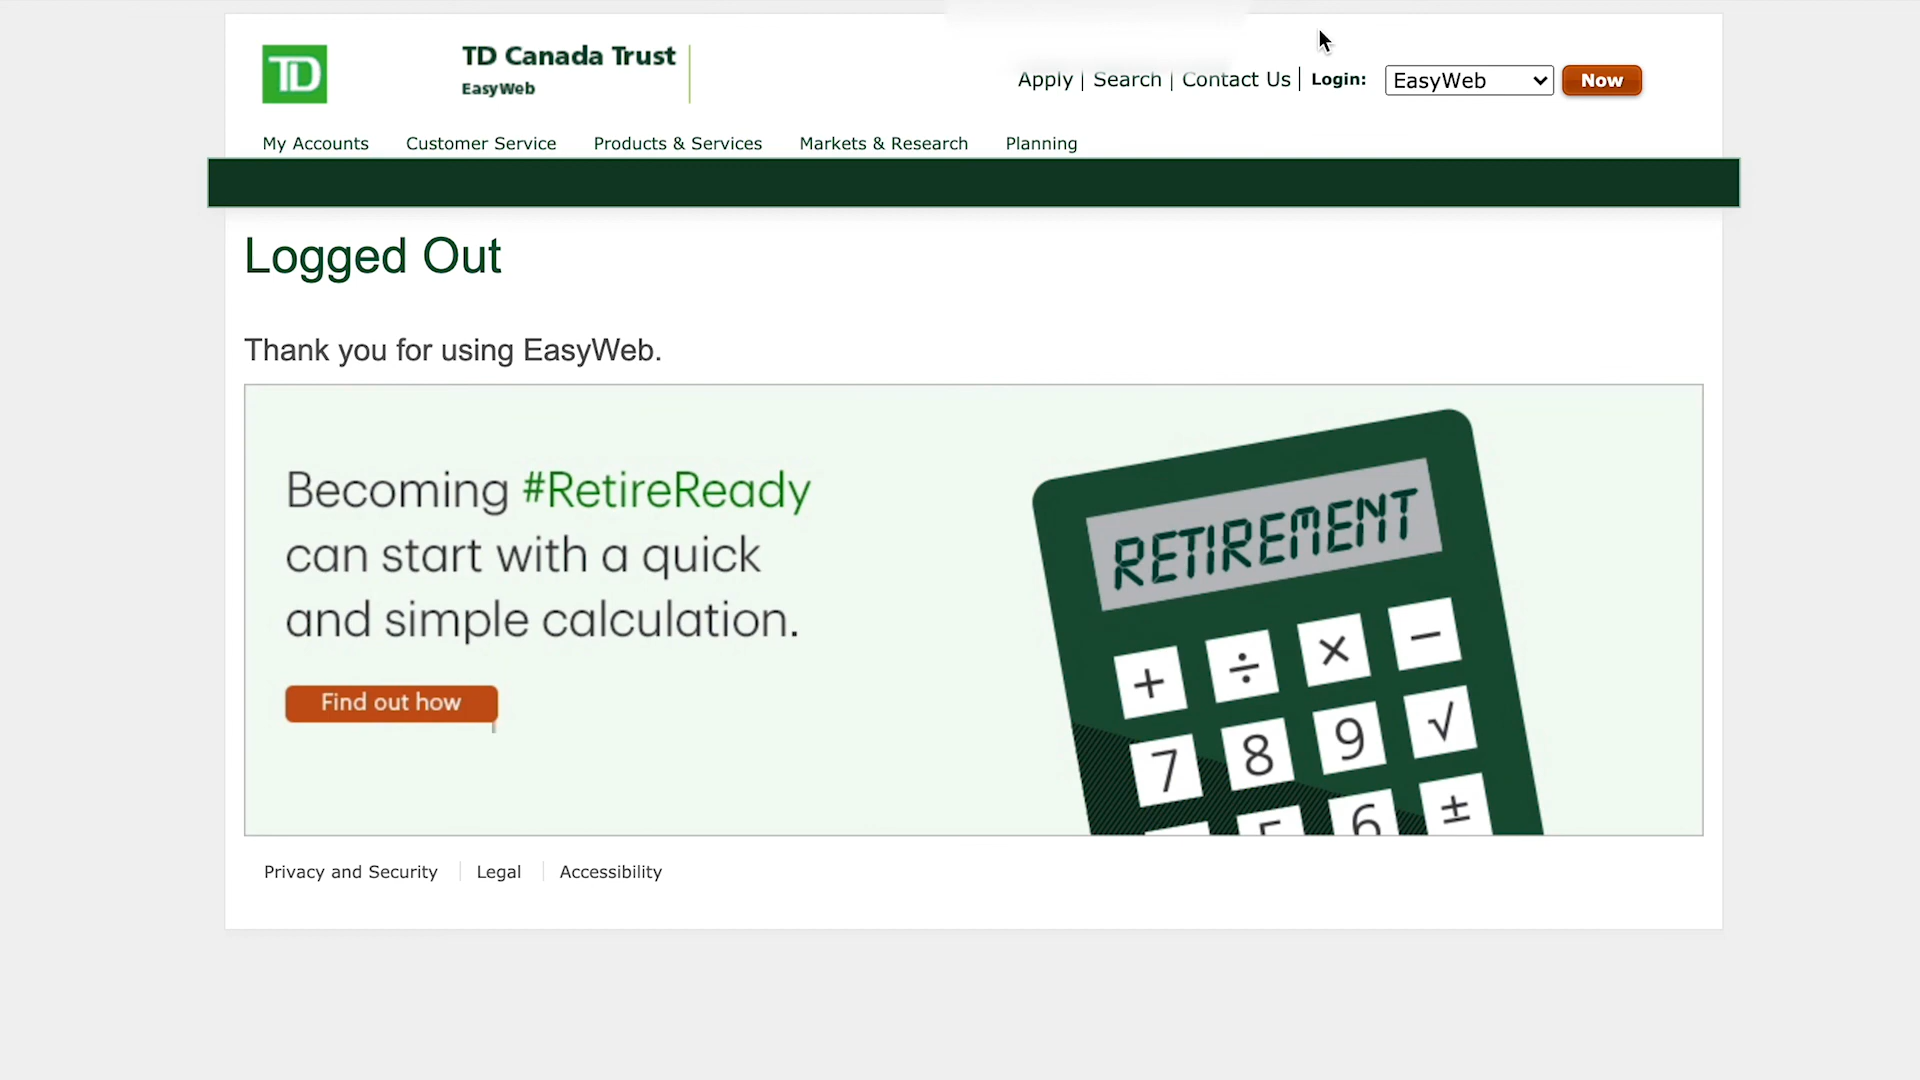 TD
TD Canada Trust
EasyWeb
Apply | Search | Contact Us | Login: EasyWeb Now
My Accounts Customer Service Products & Services Markets & Research Planning
Logged Out
Thank you for using EasyWeb.
Becoming #RetireReady
can start with a quick
and simple calculation.
Find out how
RETIREMENT
+ ÷ × −
7 8 9 √
5 6 ±
Privacy and Security Legal Accessibility